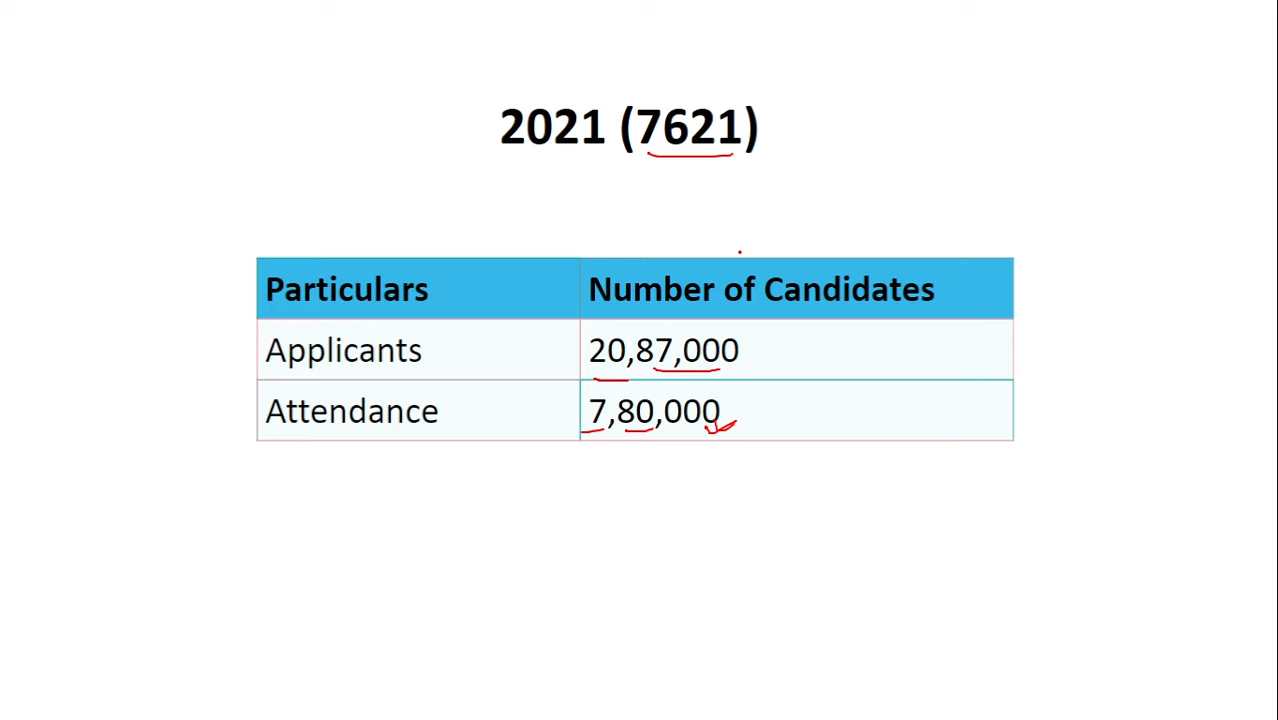 2021 (7621)
Particulars Number of Candidates
Applicants 20,87,000
Attendance 7,80,000